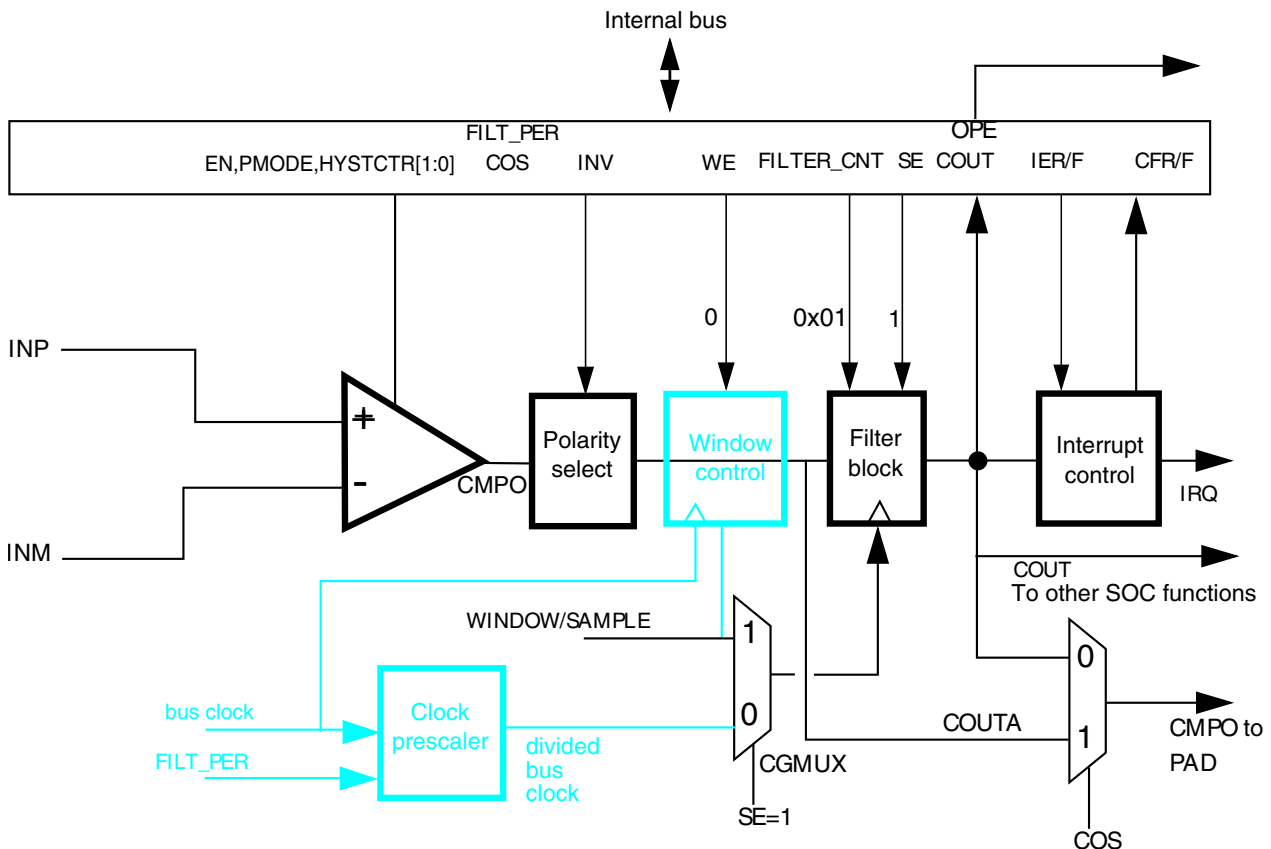 Internal bus
FILT_PER
OPE
EN,PMODE,HYSTCTR[1:0]
COS
INV
WE
FILTER_CNT
SE
COUT
IER/F
CFR/F
0
0x01
1
INP
+
-
INM
CMPO
Polarity
select
Window
control
Filter
block
Interrupt
control
IRQ
COUT
To other SOC functions
WINDOW/SAMPLE
1
0
CGMUX
SE=1
bus clock
FILT_PER
Clock
prescaler
divided
bus
clock
COUTA
0
1
CMPO to
PAD
COS